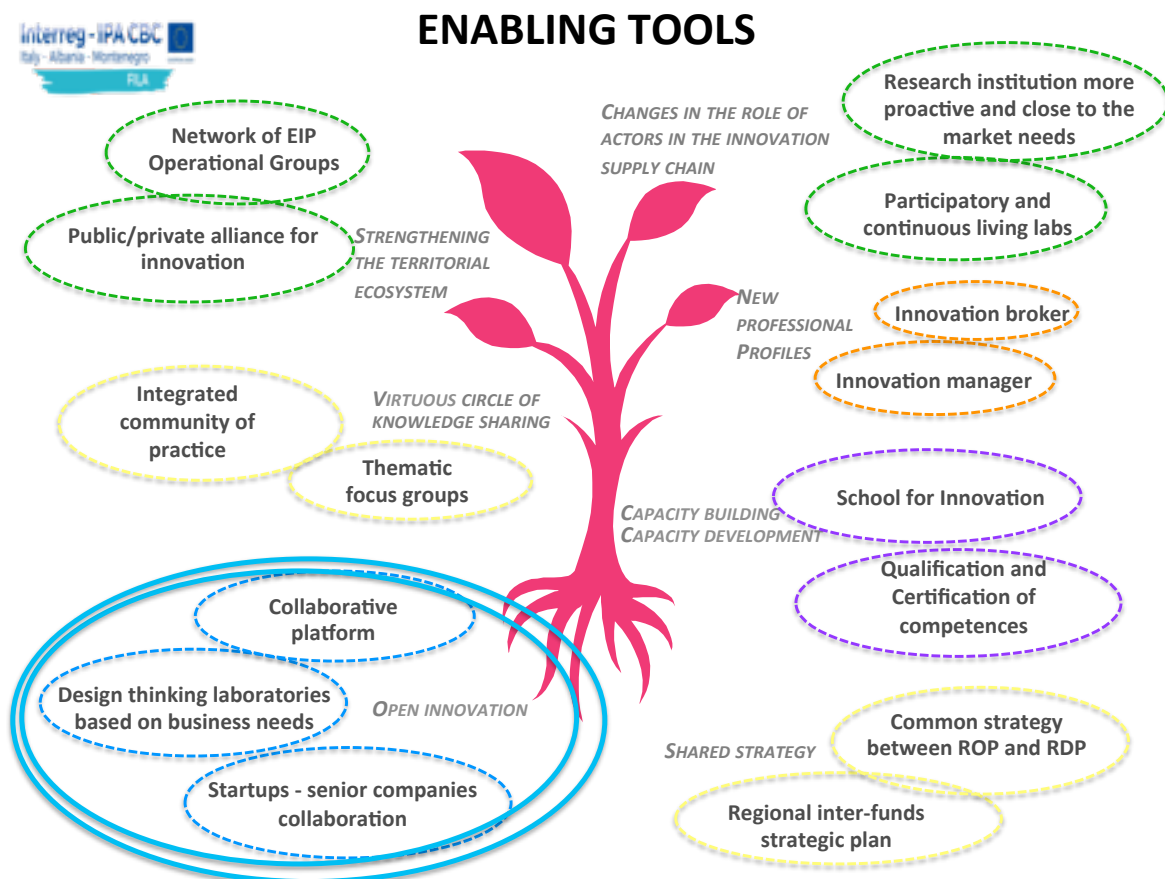 ENABLING TOOLS
Interreg - IPA CBC
Italy - Albania - Montenegro
FILA
Network of EIP
Operational Groups
Public/private alliance for
innovation
STRENGTHENING
THE TERRITORIAL
ECOSYSTEM
CHANGES IN THE ROLE OF
ACTORS IN THE INNOVATION
SUPPLY CHAIN
Research institution more
proactive and close to the
market needs
Participatory and
continuous living labs
NEW
PROFESSIONAL
PROFILES
Innovation broker
Innovation manager
Integrated
community of
practice
VIRTUOUS CIRCLE OF
KNOWLEDGE SHARING
Thematic
focus groups
CAPACITY BUILDING
CAPACITY DEVELOPMENT
School for Innovation
Qualification and
Certification of
competences
Collaborative
platform
Design thinking laboratories
based on business needs
OPEN INNOVATION
Startups - senior companies
collaboration
SHARED STRATEGY
Common strategy
between ROP and RDP
Regional inter-funds
strategic plan